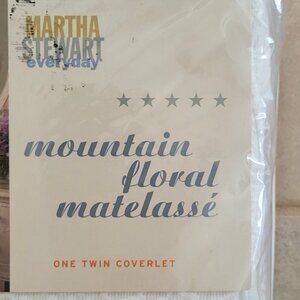 MARTHA
STEWART
everyday
mountain
floral
matelassé
ONE TWIN COVERLET